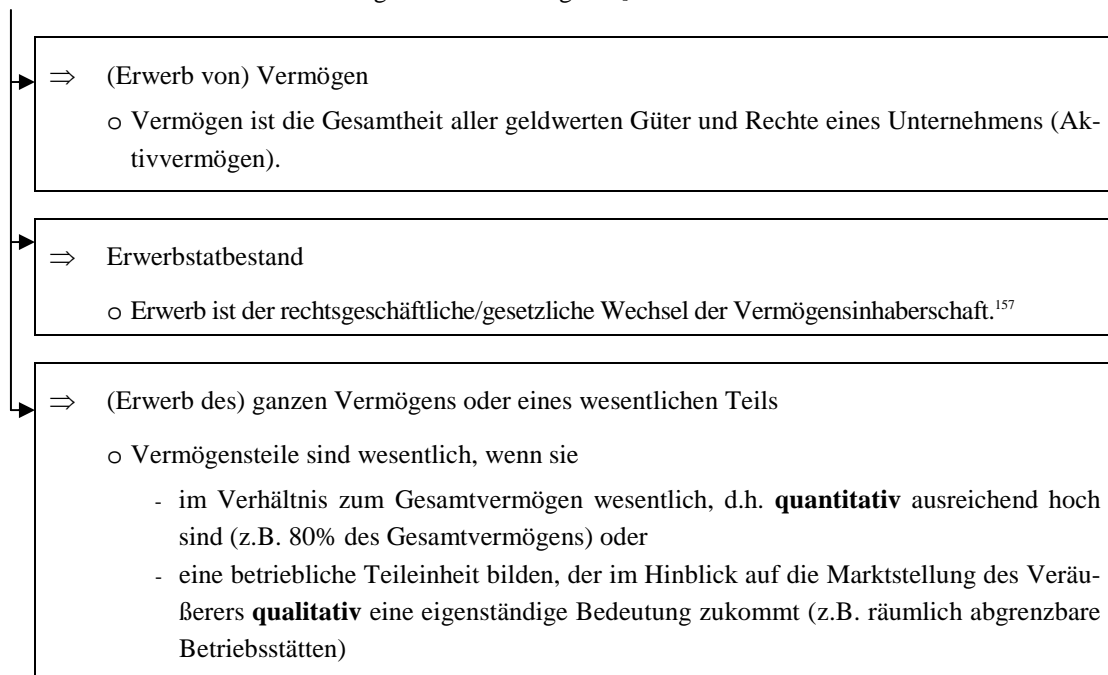 ⇒ (Erwerb von) Vermögen
o Vermögen ist die Gesamtheit aller geldwerten Güter und Rechte eines Unternehmens (Ak-
tivvermögen).
⇒ Erwerbstatbestand
o Erwerb ist der rechtsgeschäftliche/gesetzliche Wechsel der Vermögensinhaberschaft.¹⁵⁷
⇒ (Erwerb des) ganzen Vermögens oder eines wesentlichen Teils
o Vermögensteile sind wesentlich, wenn sie
- im Verhältnis zum Gesamtvermögen wesentlich, d.h. quantitativ ausreichend hoch
sind (z.B. 80% des Gesamtvermögens) oder
- eine betriebliche Teileinheit bilden, der im Hinblick auf die Marktstellung des Veräu-
ßerers qualitativ eine eigenständige Bedeutung zukommt (z.B. räumlich abgrenzbare
Betriebsstätten)